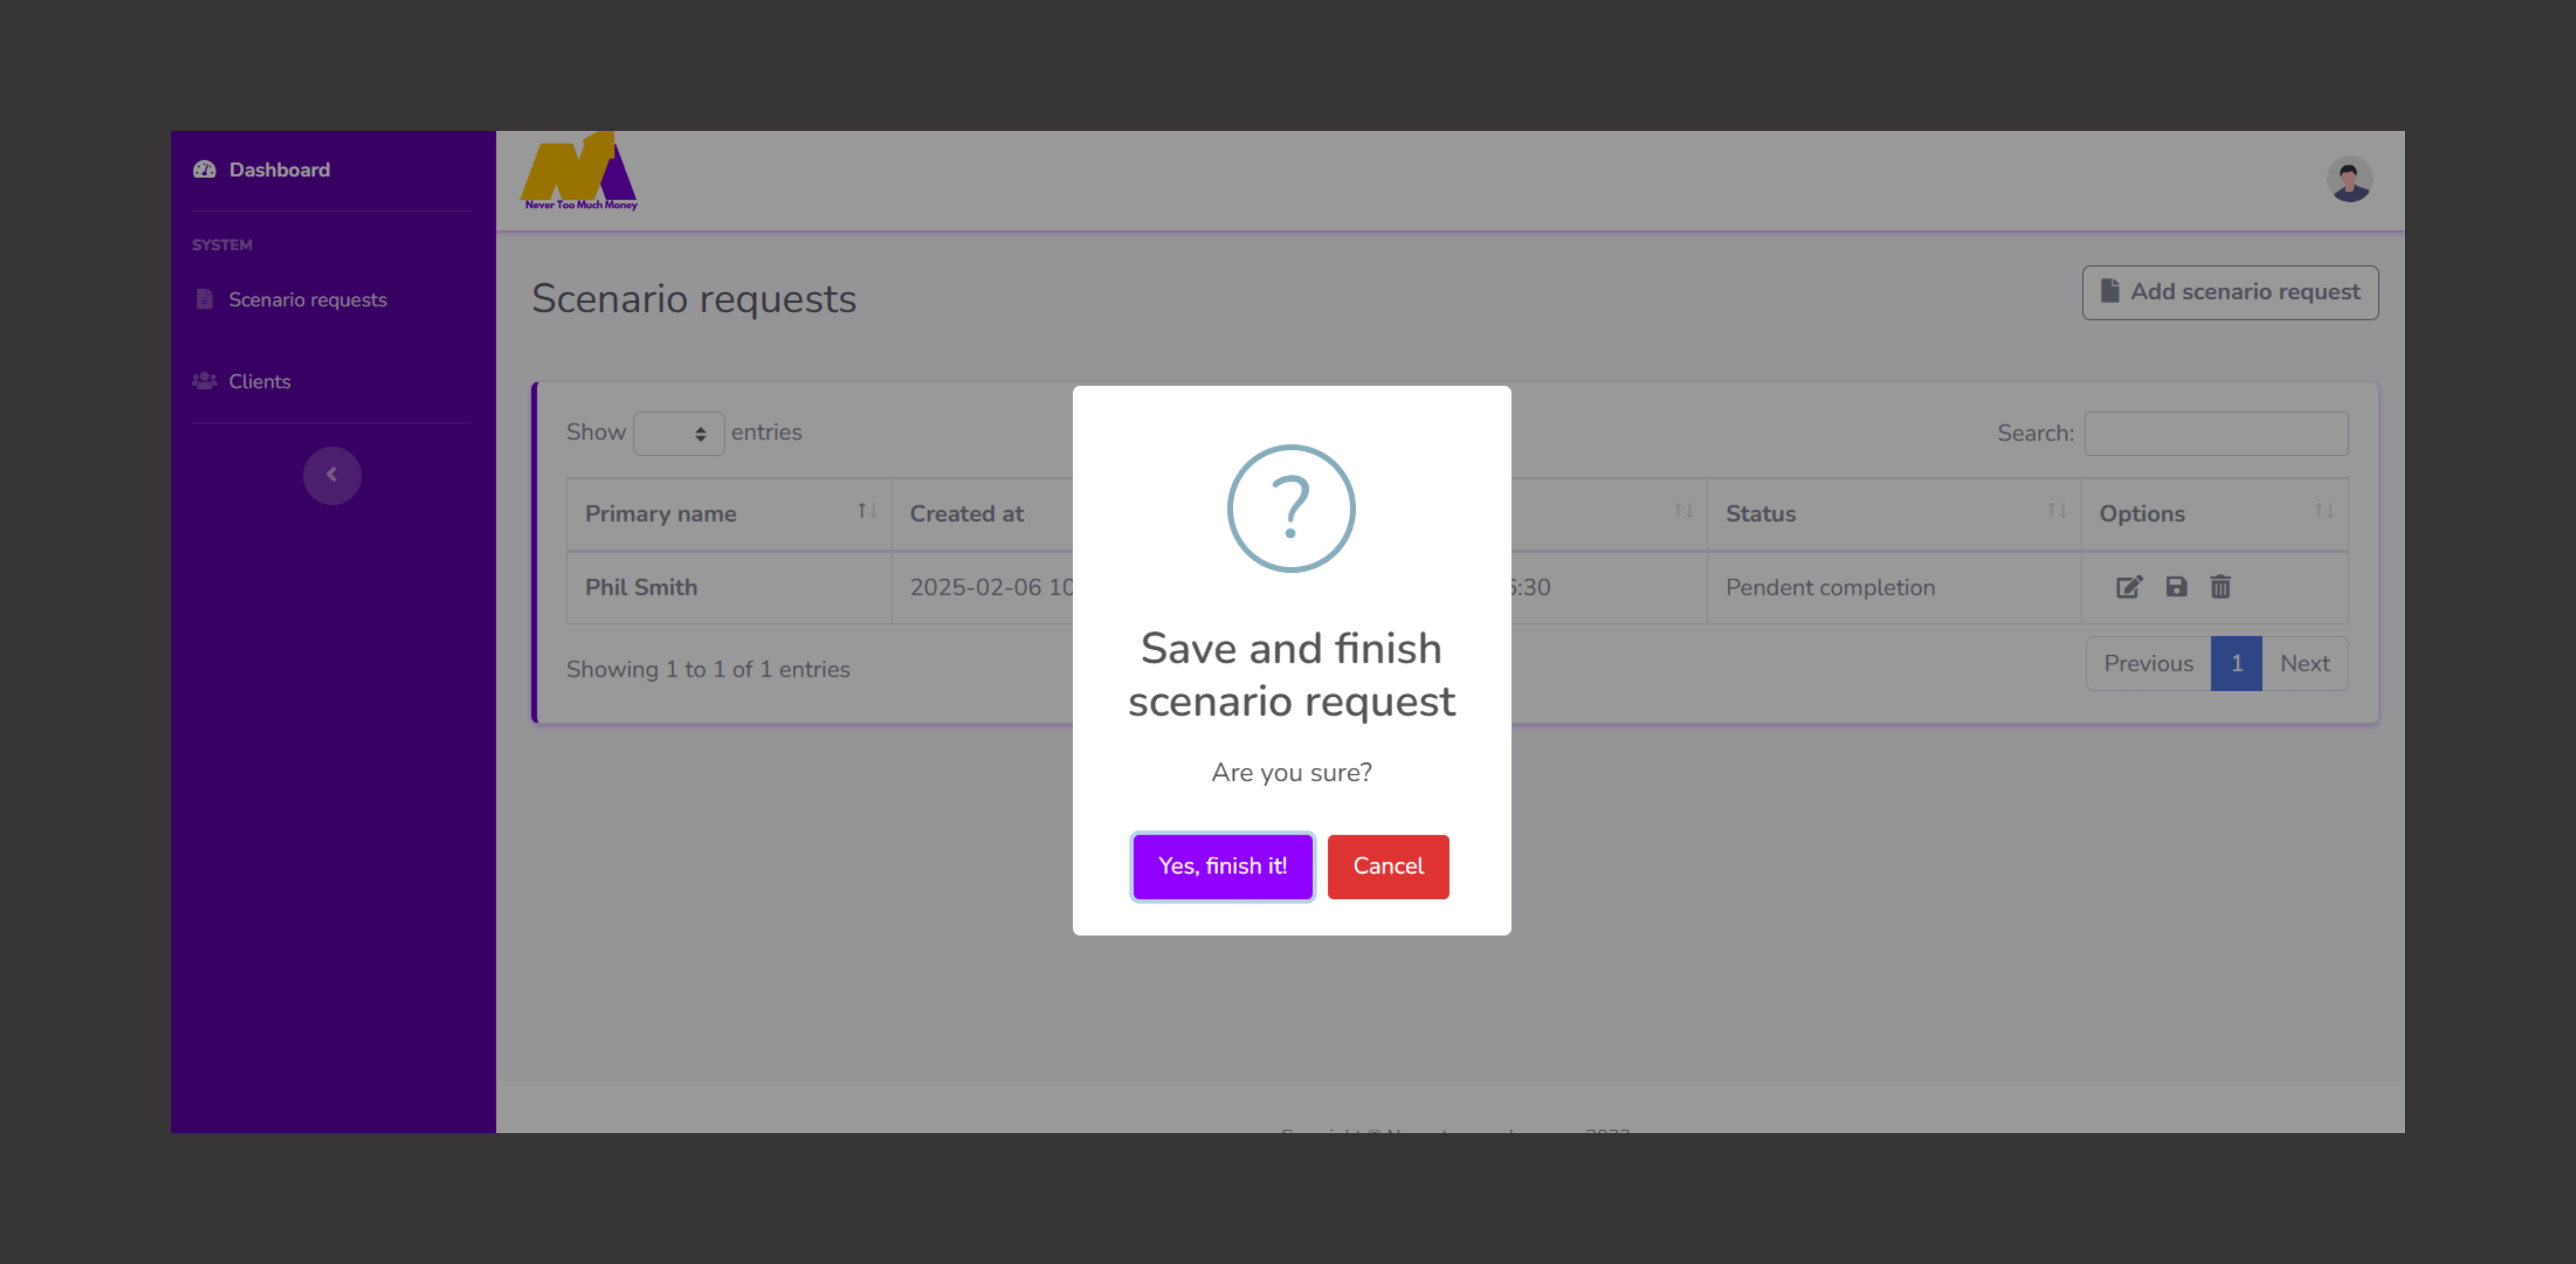 Dashboard
SYSTEM
Scenario requests
Clients
Never Too Much Money
Scenario requests
Add scenario request
Show entries
Search:
Primary name Created at Status Options
Phil Smith 2025-02-06 10 :30 Pendent completion
Showing 1 to 1 of 1 entries
Previous 1 Next
?
Save and finish
scenario request
Are you sure?
Yes, finish it! Cancel